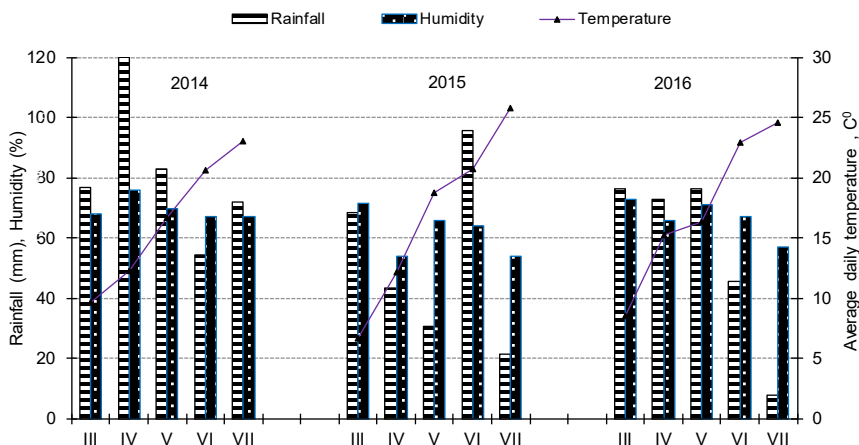 Rainfall Humidity Temperature
120 30
2014 2015 2016
100 25
80 20
60 15
40 10
20 5
0 0
Rainfall (mm), Humidity (%)
Average daily temperature , C⁰
III IV V VI VII III IV V VI VII III IV V VI VII